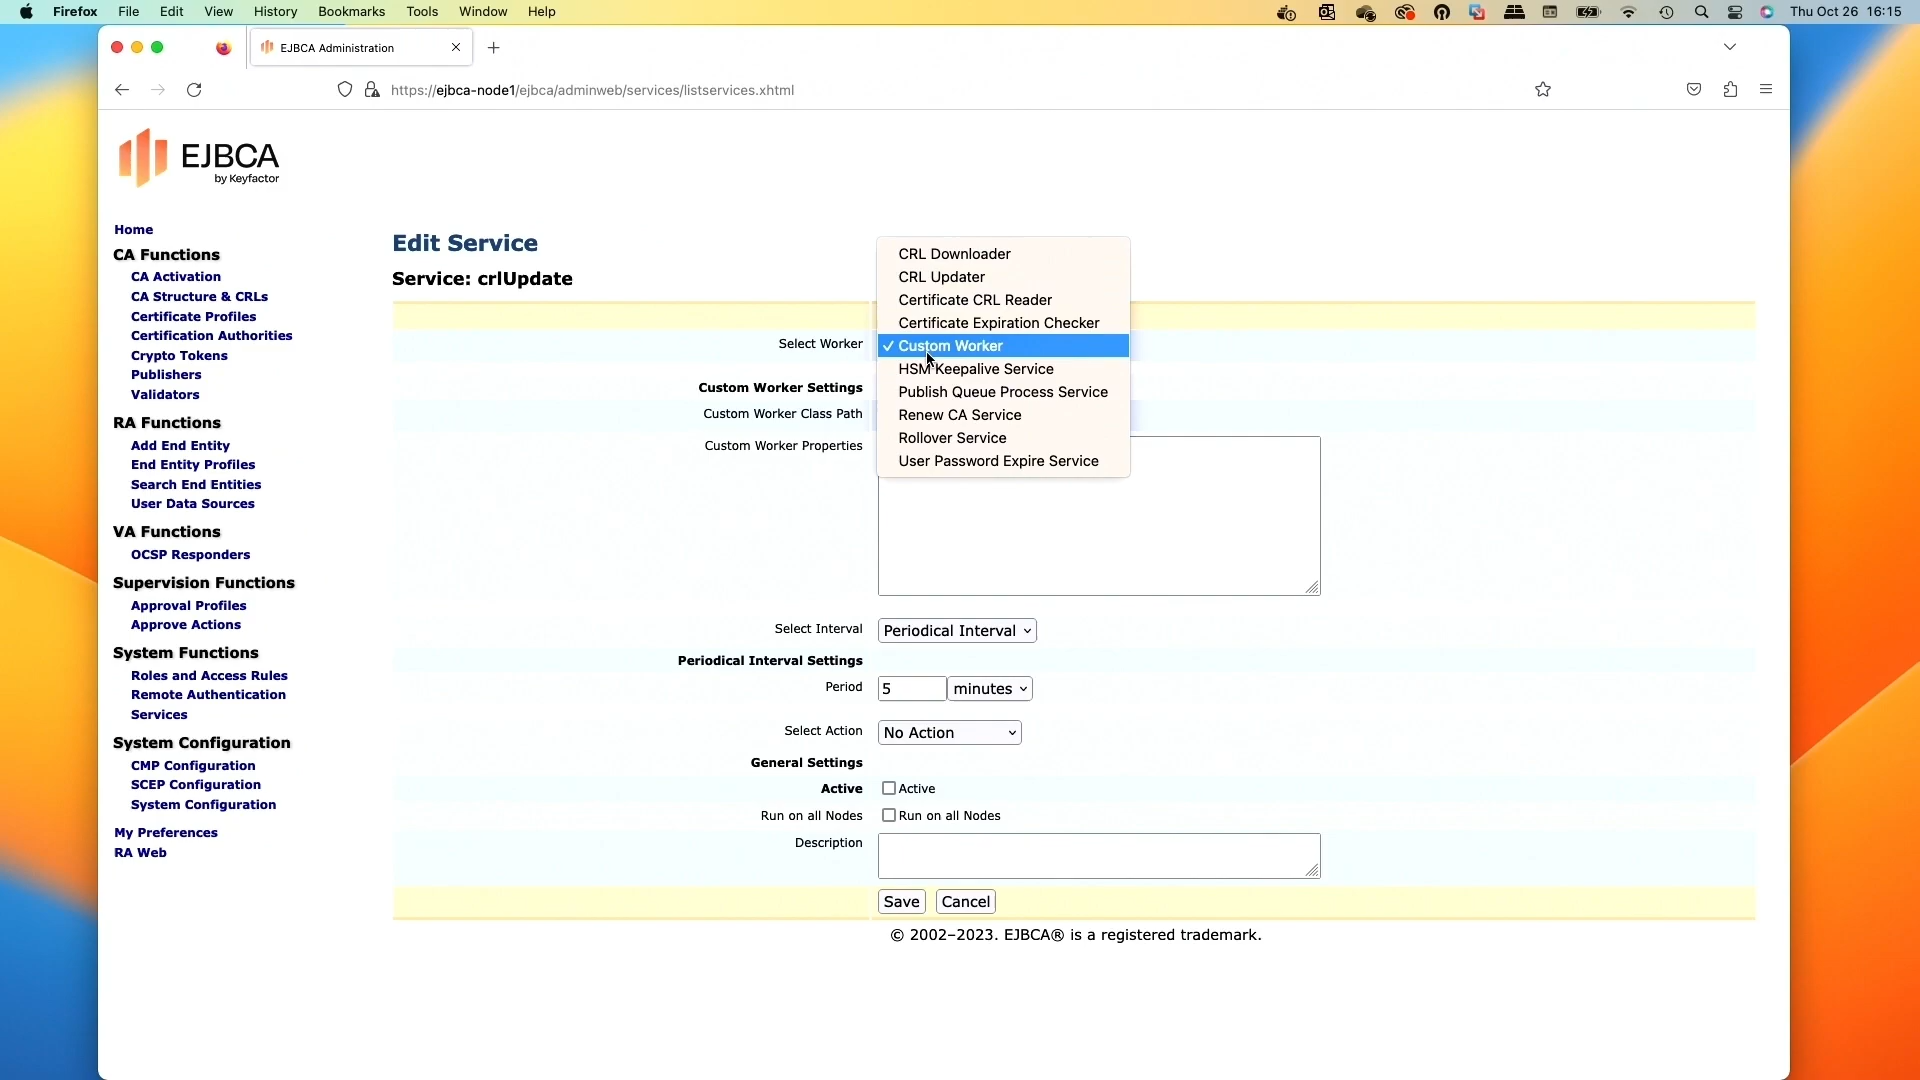 Firefox File Edit View History Bookmarks Tools Window Help Thu Oct 26 16:15
EJBCA Administration
https://ejbca-node1/ejbca/adminweb/services/listservices.xhtml
EJBCA
by Keyfactor
Home
CA Functions
CA Activation
CA Structure & CRLs
Certificate Profiles
Certification Authorities
Crypto Tokens
Publishers
Validators
RA Functions
Add End Entity
End Entity Profiles
Search End Entities
User Data Sources
VA Functions
OCSP Responders
Supervision Functions
Approval Profiles
Approve Actions
System Functions
Roles and Access Rules
Remote Authentication
Services
System Configuration
CMP Configuration
SCEP Configuration
System Configuration
My Preferences
RA Web
Edit Service
Service: crlUpdate
Select Worker
CRL Downloader
CRL Updater
Certificate CRL Reader
Certificate Expiration Checker
✓ Custom Worker
HSM Keepalive Service
Publish Queue Process Service
Renew CA Service
Rollover Service
User Password Expire Service
Custom Worker Settings
Custom Worker Class Path
Custom Worker Properties
Select Interval Periodical Interval
Periodical Interval Settings
Period 5 minutes
Select Action No Action
General Settings
Active Active
Run on all Nodes Run on all Nodes
Description
Save Cancel
© 2002–2023. EJBCA® is a registered trademark.